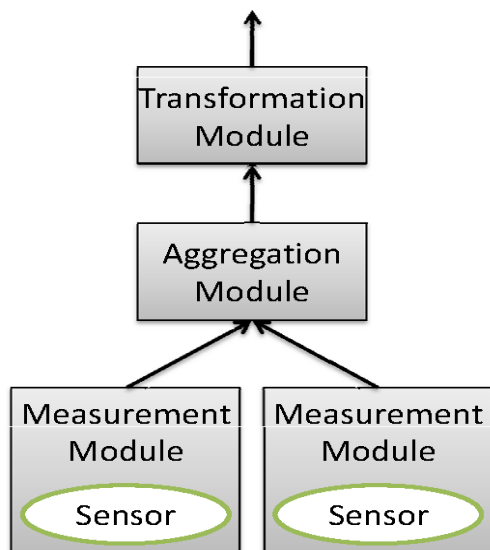 Transformation
Module
Aggregation
Module
Measurement
Module
Sensor
Measurement
Module
Sensor